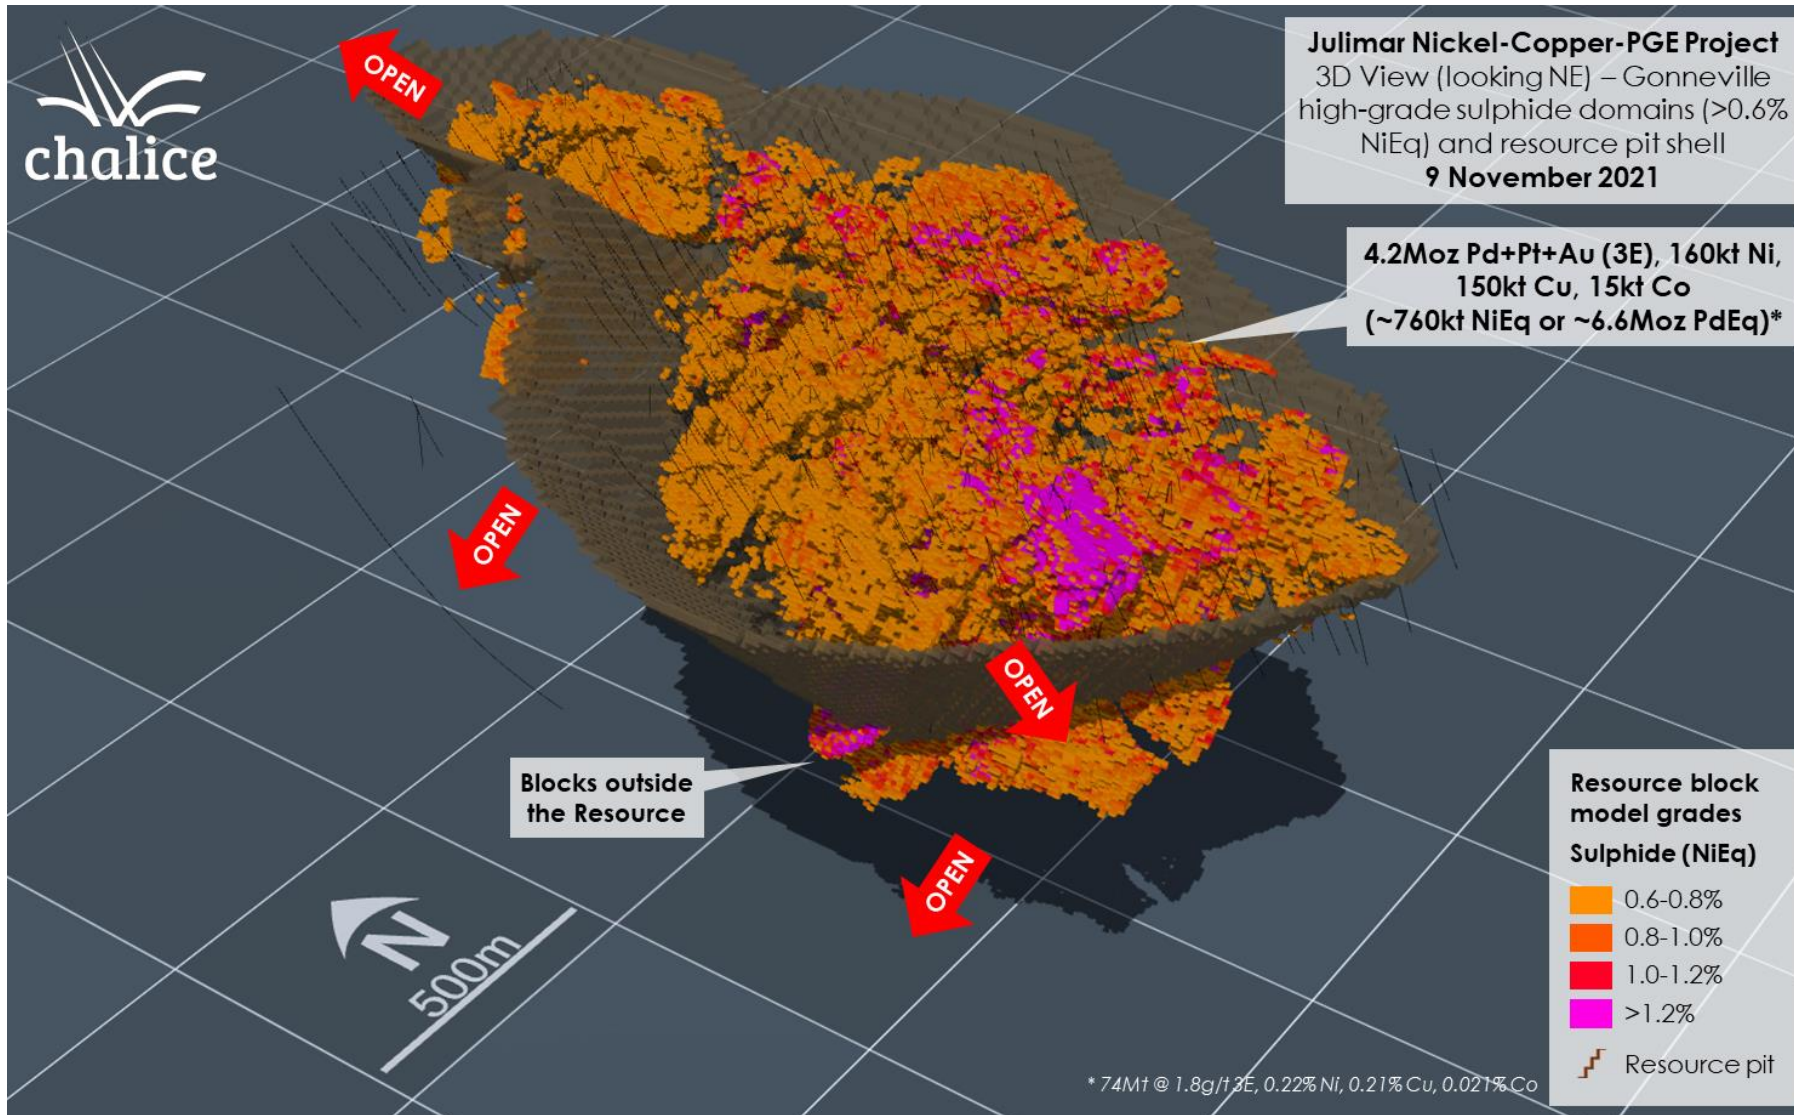 chalice
OPEN
Julimar Nickel-Copper-PGE Project
3D View (looking NE) – Gonneville
high-grade sulphide domains (>0.6%
NiEq) and resource pit shell
9 November 2021
4.2Moz Pd+Pt+Au (3E), 160kt Ni,
150kt Cu, 15kt Co
(~760kt NiEq or ~6.6Moz PdEq)*
OPEN
OPEN
Blocks outside
the Resource
OPEN
N
500m
Resource block
model grades
Sulphide (NiEq)
0.6-0.8%
0.8-1.0%
1.0-1.2%
>1.2%
Resource pit
* 74Mt @ 1.8g/t 3E, 0.22% Ni, 0.21% Cu, 0.021% Co